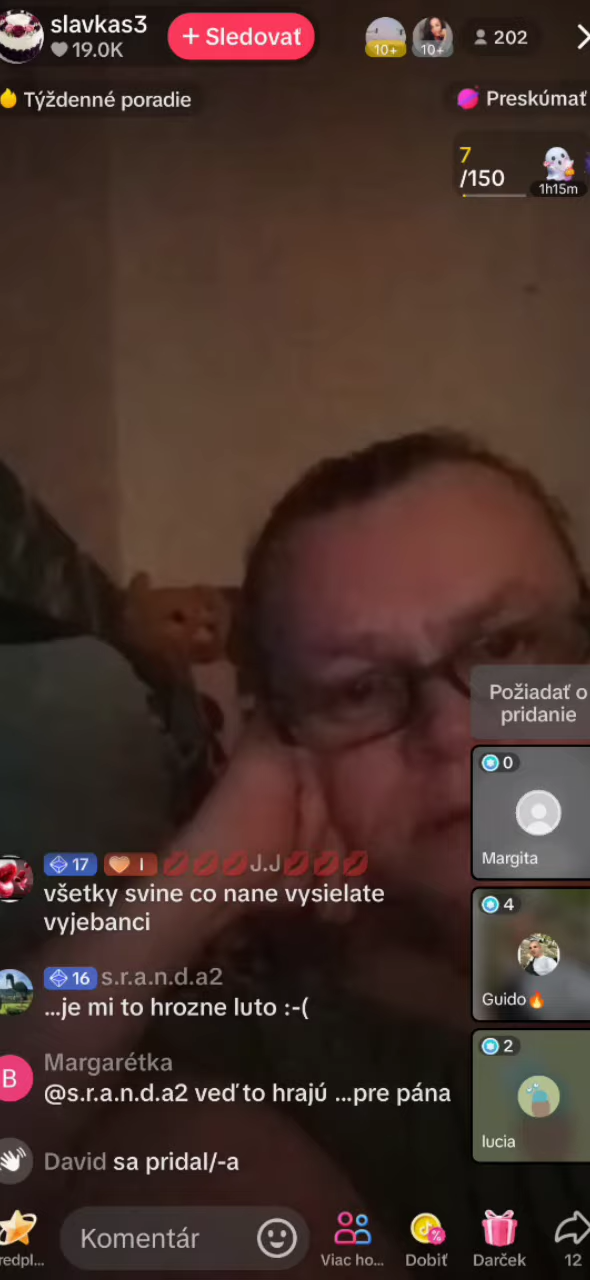 slavkas3
19.0K
+ Sledovať
10+
10+
202
Týždenné poradie
Preskúmať
7
/150
1h15m
Požiadať o
pridanie
0
Margita
4
Guido🔥
2
lucia
17 I 💋💋💋J.J💋💋💋
všetky svine co nane vysielate
vyjebanci
16 s.r.a.n.d.a2
...je mi to hrozne luto :-(
B
Margarétka
@s.r.a.n.d.a2 veď to hrajú ...pre pána
David sa pridal/-a
redpl...
Komentár
Viac ho...
Dobiť
Darček
12